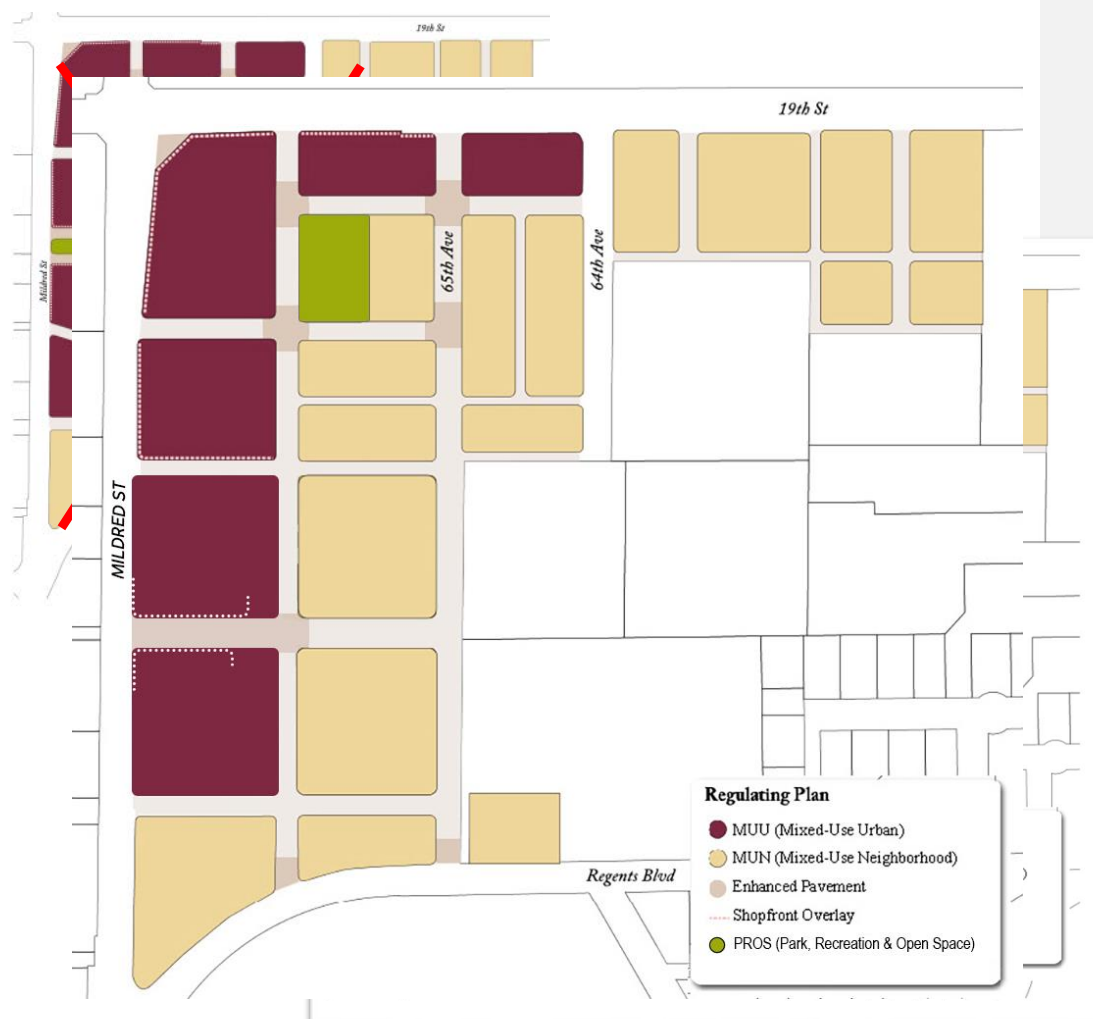 19th St
19th St
65th Ave
64th Ave
Mildred St
MILDRED ST
Regents Blvd
Regulating Plan
MUU (Mixed-Use Urban)
MUN (Mixed-Use Neighborhood)
Enhanced Pavement
Shopfront Overlay
PROS (Park, Recreation & Open Space)